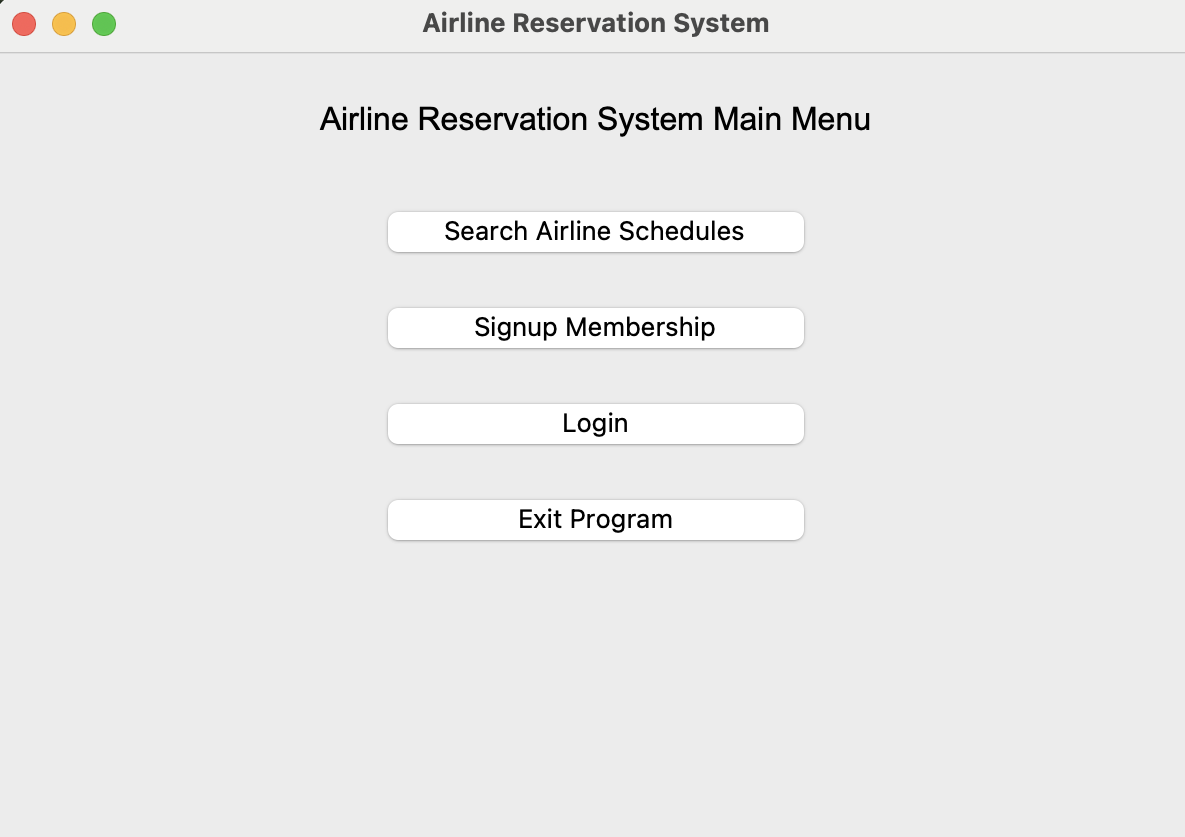 Airline Reservation System
Airline Reservation System Main Menu
Search Airline Schedules
Signup Membership
Login
Exit Program